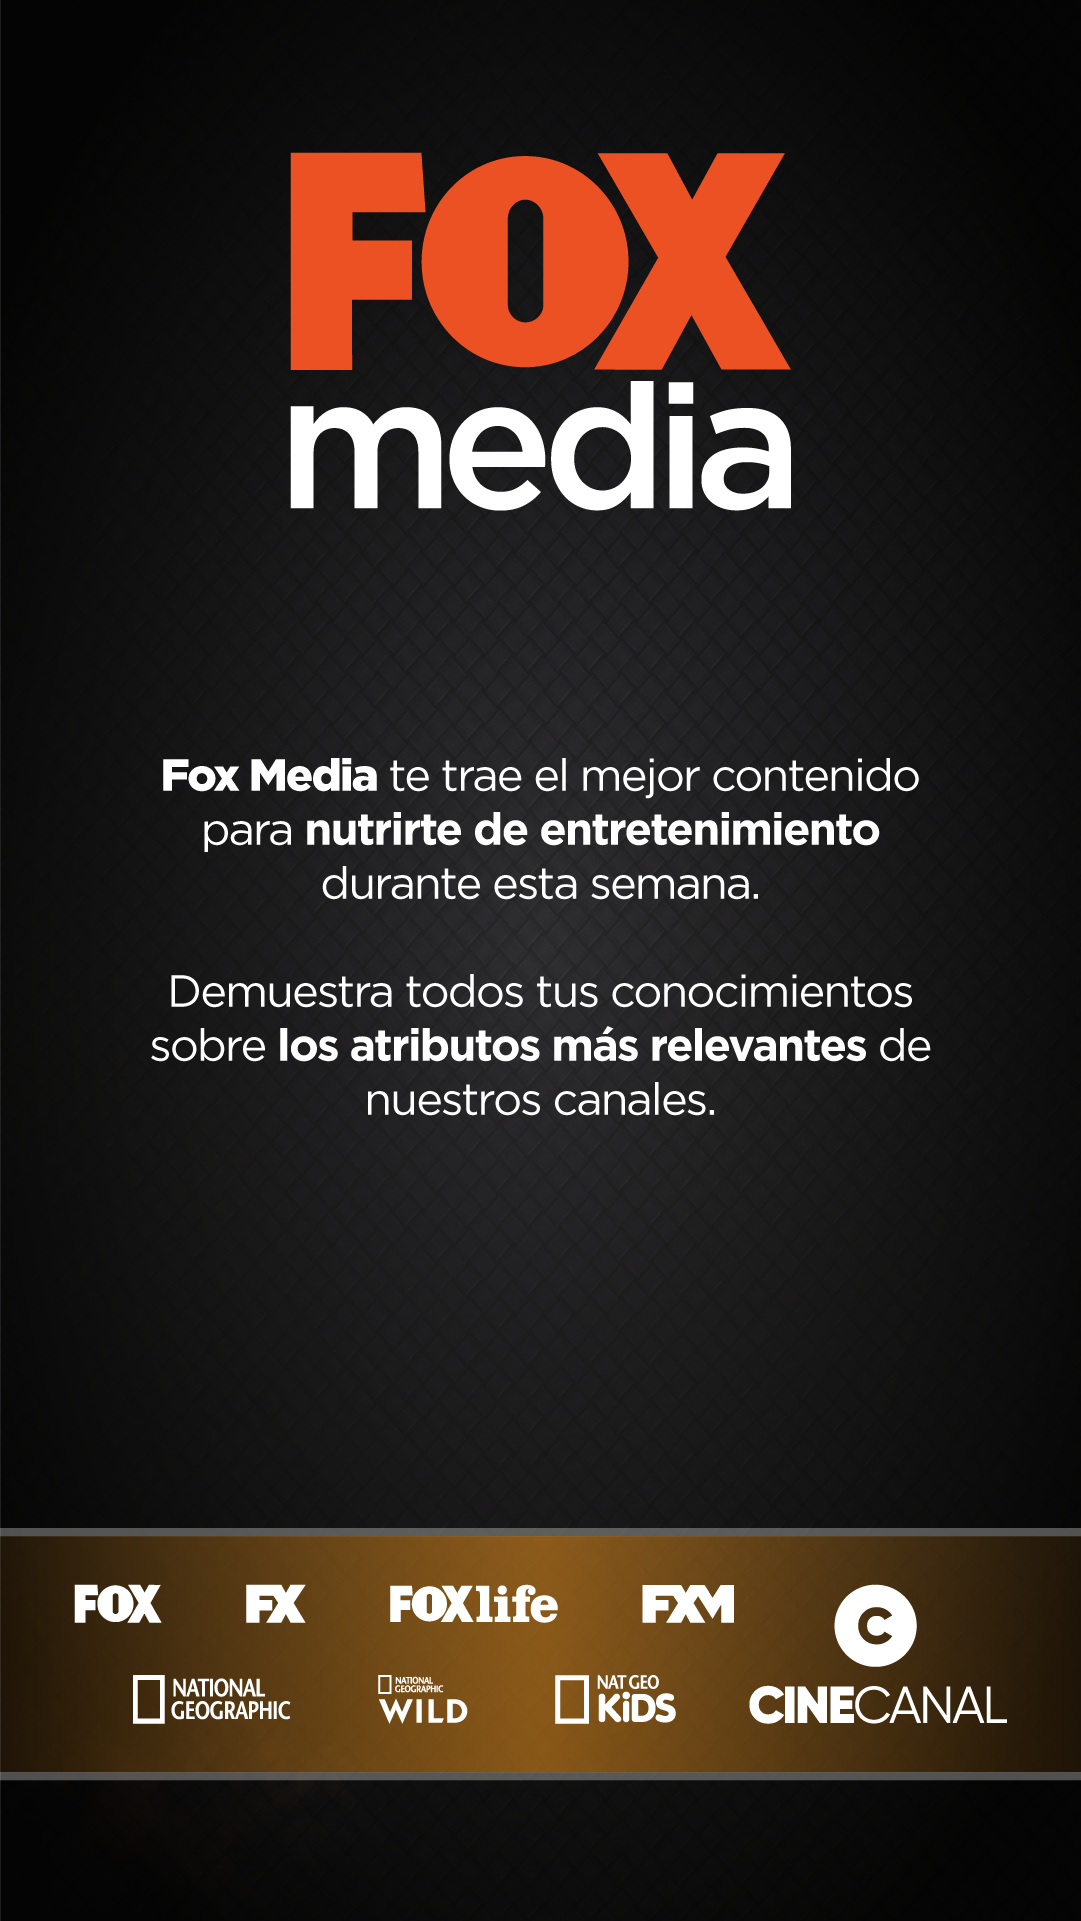 FOX
media
Fox Media te trae el mejor contenido
para nutrirte de entretenimiento
durante esta semana.
Demuestra todos tus conocimientos
sobre los atributos más relevantes de
nuestros canales.
FOX
FX
FOXlife
FXM
C
CINECANAL
NATIONAL
GEOGRAPHIC
NATIONAL
GEOGRAPHIC
WILD
NAT GEO
KiDS